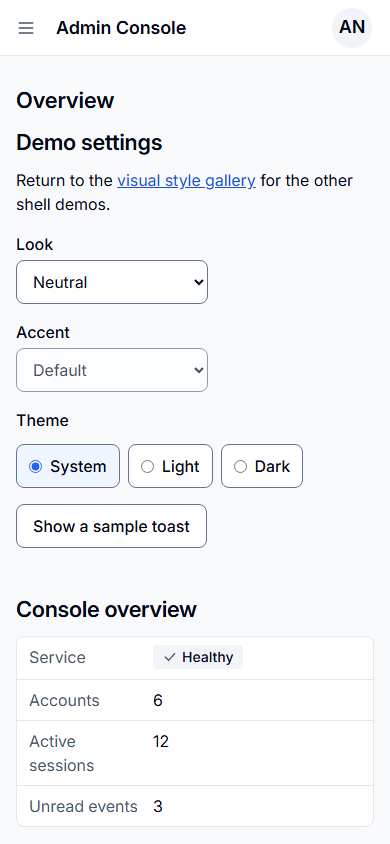 Admin Console
AN
Overview
Demo settings
Return to the visual style gallery for the other
shell demos.
Look
Neutral
Accent
Default
Theme
System
Light
Dark
Show a sample toast
Console overview
Service
Healthy
Accounts
6
Active
sessions
12
Unread events
3